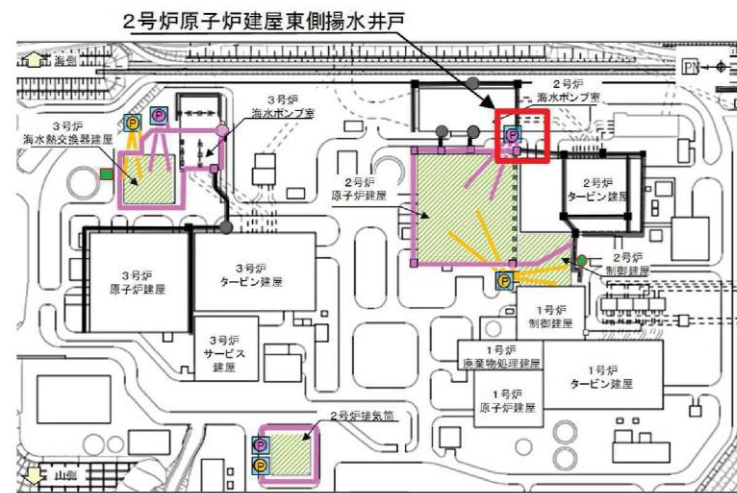 2号炉原子炉建屋東側揚水井戸
海側
PN
3号炉
海水熱交換器建屋
3号炉
海水ポンプ室
2号炉
海水ポンプ室
2号炉
原子炉建屋
2号炉
タービン建屋
2号炉
制御建屋
3号炉
原子炉建屋
3号炉
タービン建屋
3号炉
サービス
建屋
1号炉
制御建屋
1号炉
廃棄物処理建屋
1号炉
原子炉建屋
1号炉
タービン建屋
2号炉排気筒
山側
P
P
P
P
P
P